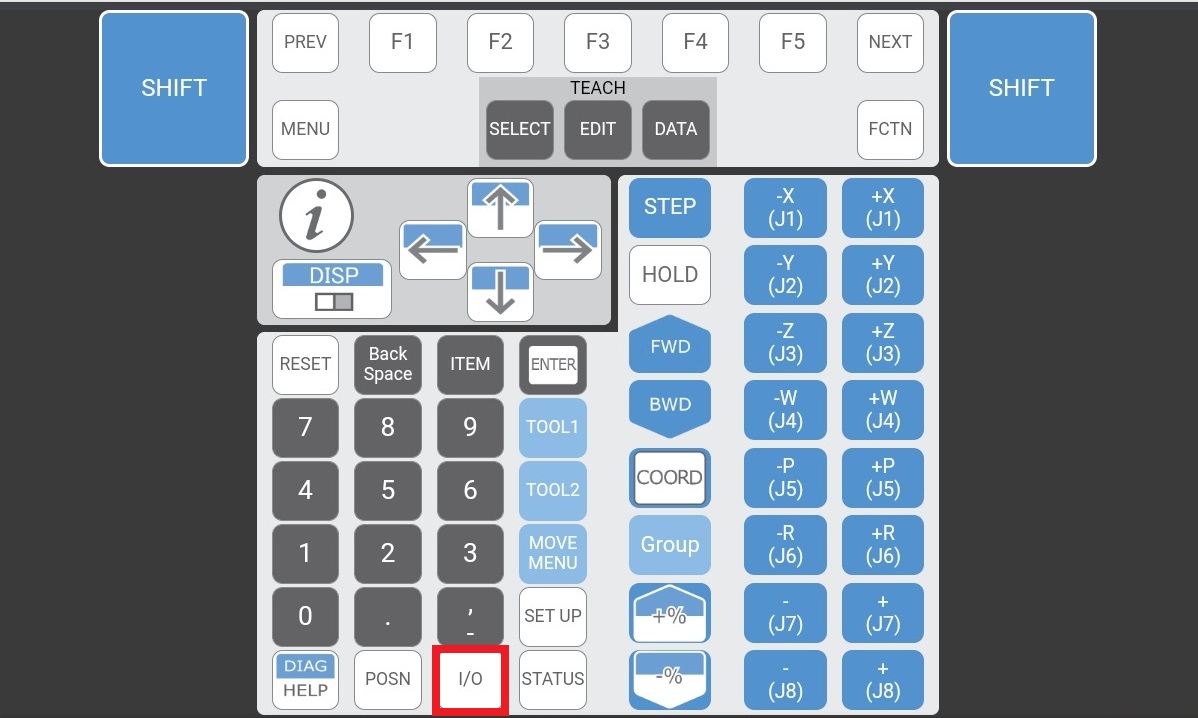 SHIFT
PREV
F1
F2
F3
F4
F5
NEXT
SHIFT
TEACH
MENU
SELECT
EDIT
DATA
FCTN
i
DISP
STEP
-X
(J1)
+X
(J1)
HOLD
-Y
(J2)
+Y
(J2)
FWD
-Z
(J3)
+Z
(J3)
BWD
-W
(J4)
+W
(J4)
COORD
-P
(J5)
+P
(J5)
Group
-R
(J6)
+R
(J6)
+%
-
(J7)
+
(J7)
-%
-
(J8)
+
(J8)
RESET
Back
Space
ITEM
ENTER
7
8
9
TOOL1
4
5
6
TOOL2
1
2
3
MOVE
MENU
0
.
,
-
SET UP
DIAG
HELP
POSN
I/O
STATUS